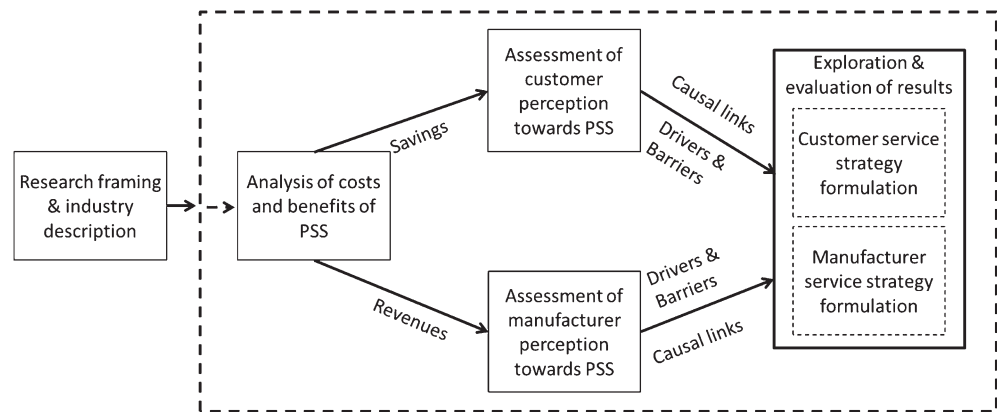 Research framing
& industry
description
Analysis of costs
and benefits of
PSS
Savings
Revenues
Assessment of
customer
perception
towards PSS
Assessment of
manufacturer
perception
towards PSS
Causal links
Drivers &
Barriers
Drivers &
Barriers
Causal links
Exploration &
evaluation of results
Customer service
strategy
formulation
Manufacturer
service strategy
formulation